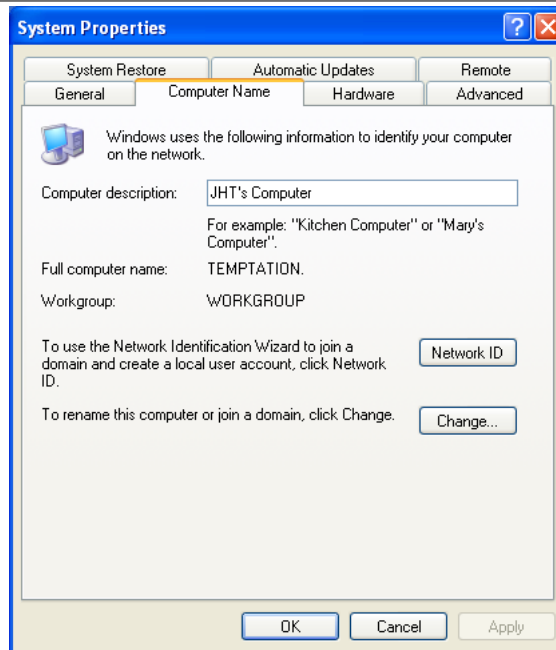 System Properties
System Restore Automatic Updates Remote
General Computer Name Hardware Advanced
Windows uses the following information to identify your computer
on the network.
Computer description: JHT's Computer
For example: "Kitchen Computer" or "Mary's
Computer".
Full computer name: TEMPTATION.
Workgroup: WORKGROUP
To use the Network Identification Wizard to join a
domain and create a local user account, click Network
ID.
Network ID
To rename this computer or join a domain, click Change.
Change...
OK Cancel Apply